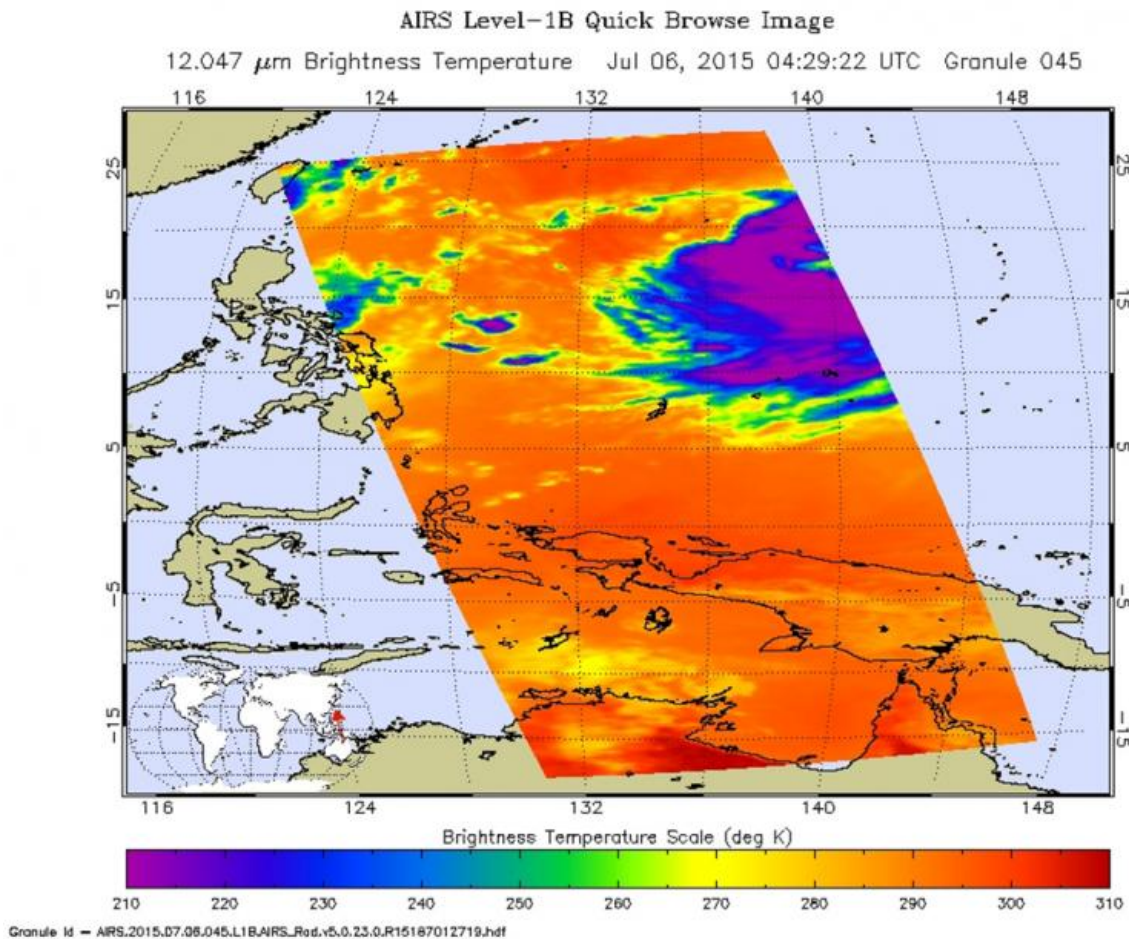 AIRS Level-1B Quick Browse Image
12.047 μm Brightness Temperature Jul 06, 2015 04:29:22 UTC Granule 045
116 124 132 140 148
25 25
15 15
5 5
-5 -5
-15 -15
116 124 132 140 148
Brightness Temperature Scale (deg K)
210 220 230 240 250 260 270 280 290 300 310
Granule Id - AIRS.2015.07.06.045.L1B.AIRS_Rad.v5.0.23.0.R15187012719.hdf